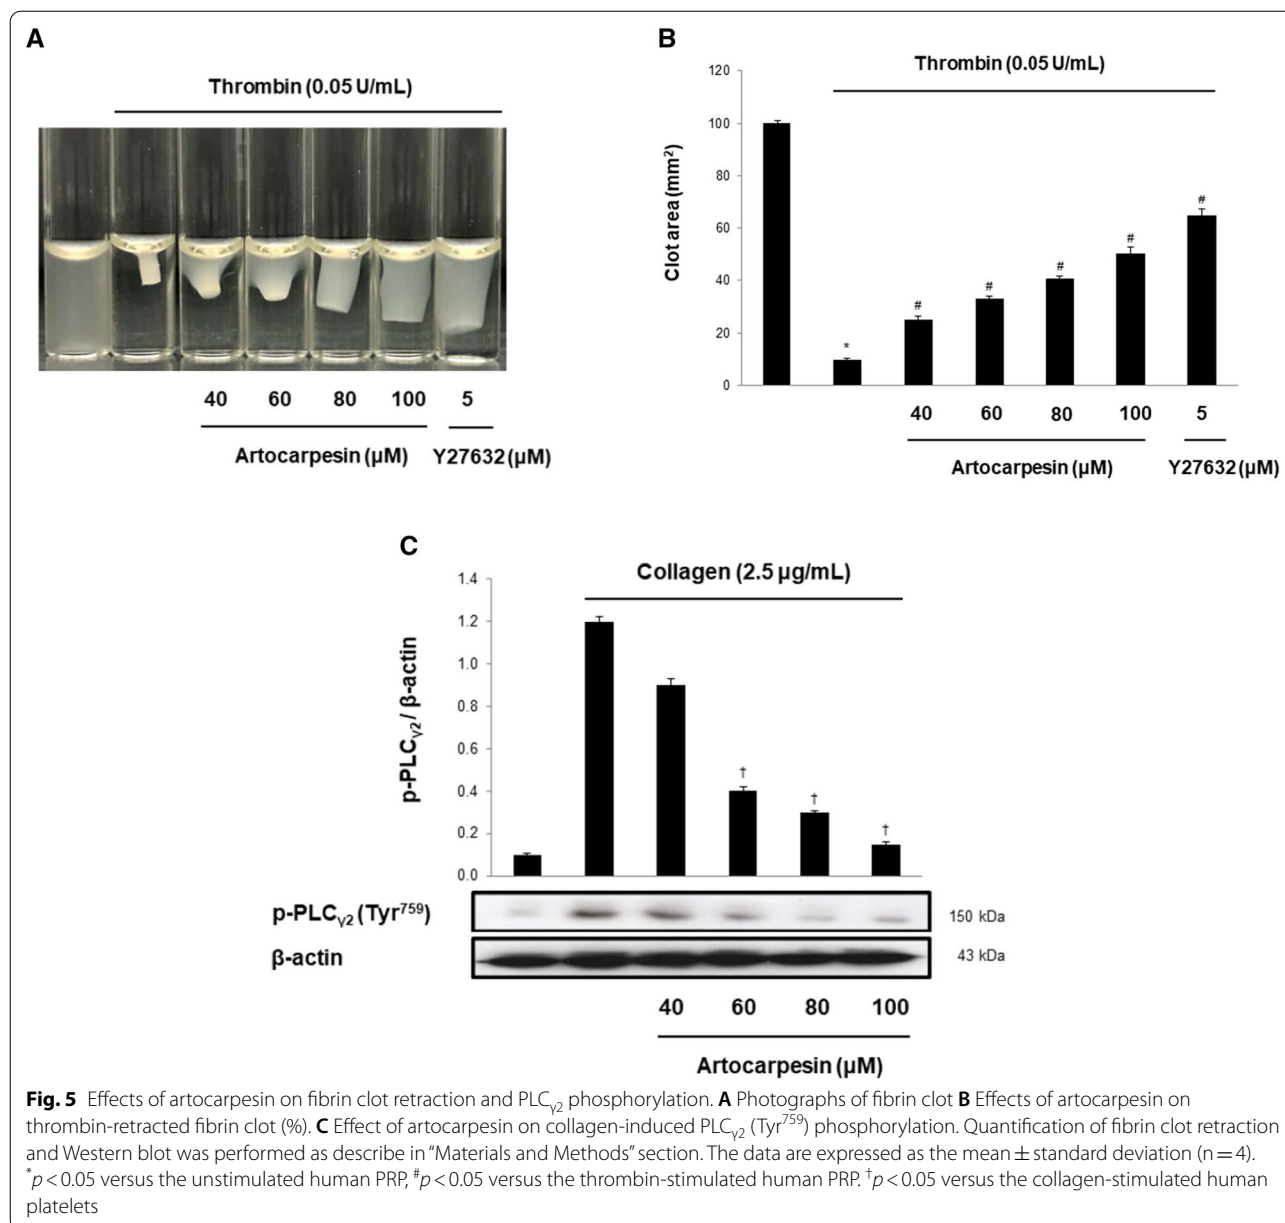 A
Thrombin (0.05 U/mL)
40 60 80 100 5
Artocarpesin (µM) Y27632 (µM)
B
Thrombin (0.05 U/mL)
Clot area (mm²)
120
100
80
60
40
20
0
*
#
#
#
#
#
40 60 80 100 5
Artocarpesin (µM) Y27632 (µM)
C
Collagen (2.5 µg/mL)
p-PLCγ2 / β-actin
1.4
1.2
1.0
0.8
0.6
0.4
0.2
0.0
†
†
†
p-PLCγ2 (Tyr⁷⁵⁹) 150 kDa
β-actin 43 kDa
40 60 80 100
Artocarpesin (µM)
Fig. 5 Effects of artocarpesin on fibrin clot retraction and PLCγ2 phosphorylation. A Photographs of fibrin clot B Effects of artocarpesin on
thrombin-retracted fibrin clot (%). C Effect of artocarpesin on collagen-induced PLCγ2 (Tyr⁷⁵⁹) phosphorylation. Quantification of fibrin clot retraction
and Western blot was performed as describe in “Materials and Methods” section. The data are expressed as the mean ± standard deviation (n = 4).
*p < 0.05 versus the unstimulated human PRP, #p < 0.05 versus the thrombin-stimulated human PRP. †p < 0.05 versus the collagen-stimulated human
platelets